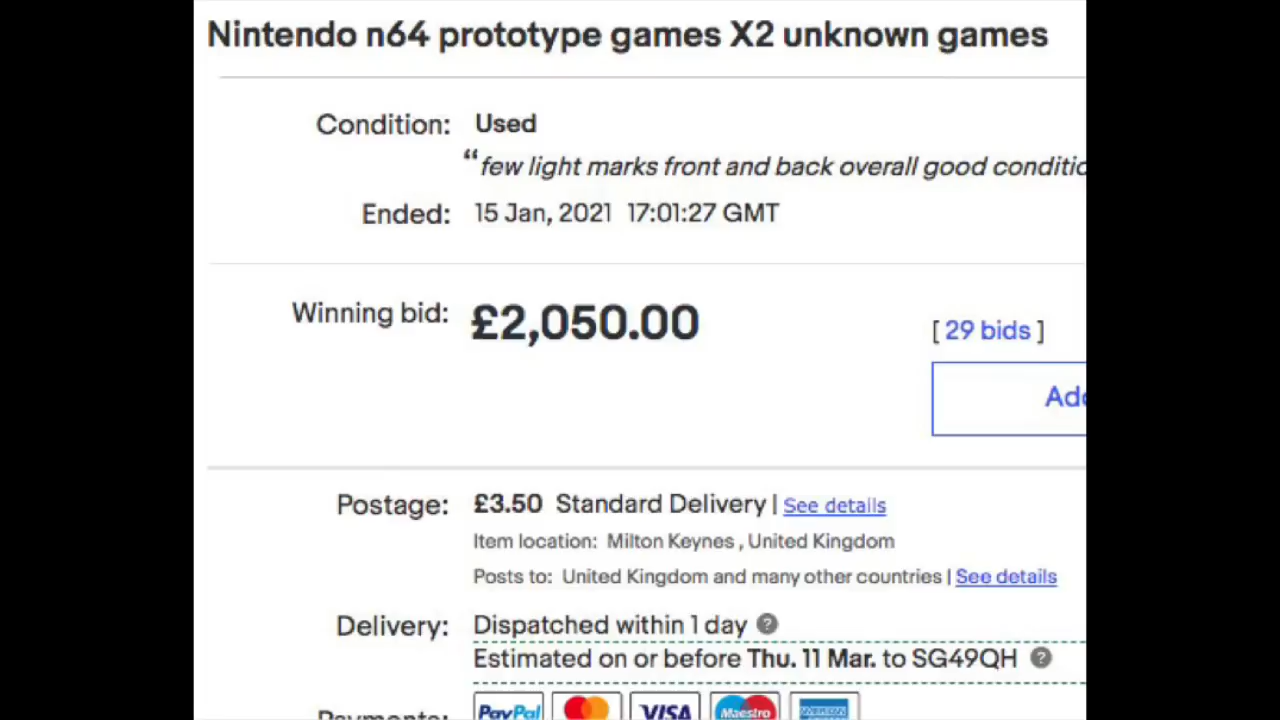 Nintendo n64 prototype games X2 unknown games
Condition: Used
“few light marks front and back overall good conditio
Ended: 15 Jan, 2021 17:01:27 GMT
Winning bid: £2,050.00 [ 29 bids ]
Add
Postage: £3.50 Standard Delivery | See details
Item location: Milton Keynes , United Kingdom
Posts to: United Kingdom and many other countries | See details
Delivery: Dispatched within 1 day ?
Estimated on or before Thu. 11 Mar. to SG49QH ?
Payments: PayPal VISA Maestro